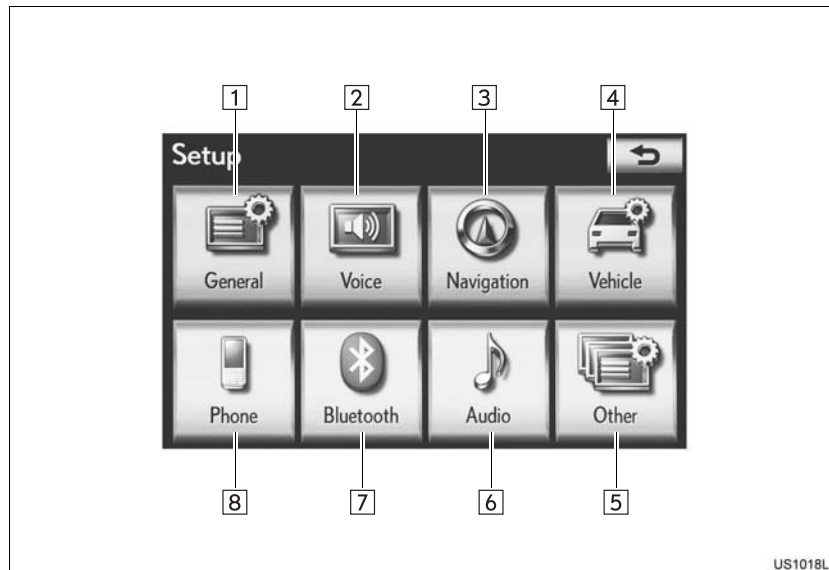 1 2 3 4
Setup
General Voice Navigation Vehicle
Phone Bluetooth Audio Other
8 7 6 5
US1018L